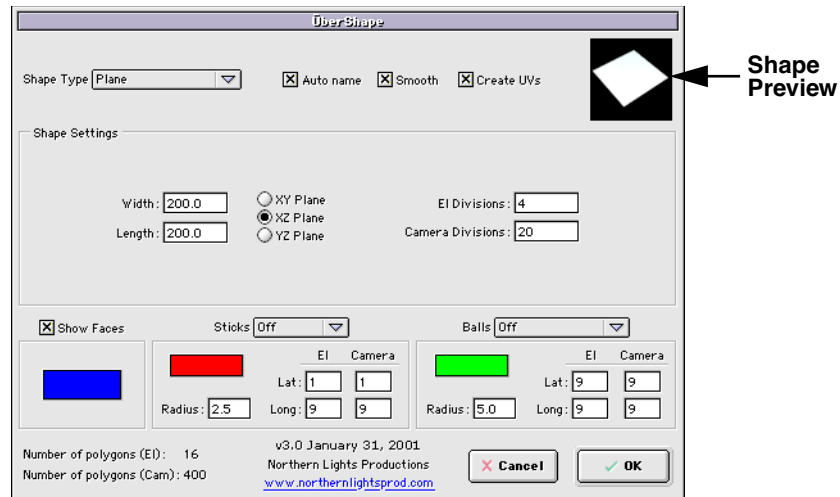 ÜberShape
Shape Type Plane
Auto name Smooth Create UVs
Shape
Preview
Shape Settings
Width: 200.0
Length: 200.0
XY Plane
XZ Plane
YZ Plane
EI Divisions: 4
Camera Divisions: 20
Show Faces
Sticks Off
Balls Off
EI Camera
Lat: 1 1
Radius: 2.5 Long: 9 9
EI Camera
Lat: 9 9
Radius: 5.0 Long: 9 9
Number of polygons (EI): 16
Number of polygons (Cam): 400
v3.0 January 31, 2001
Northern Lights Productions
www.northernlightsprod.com
Cancel
OK